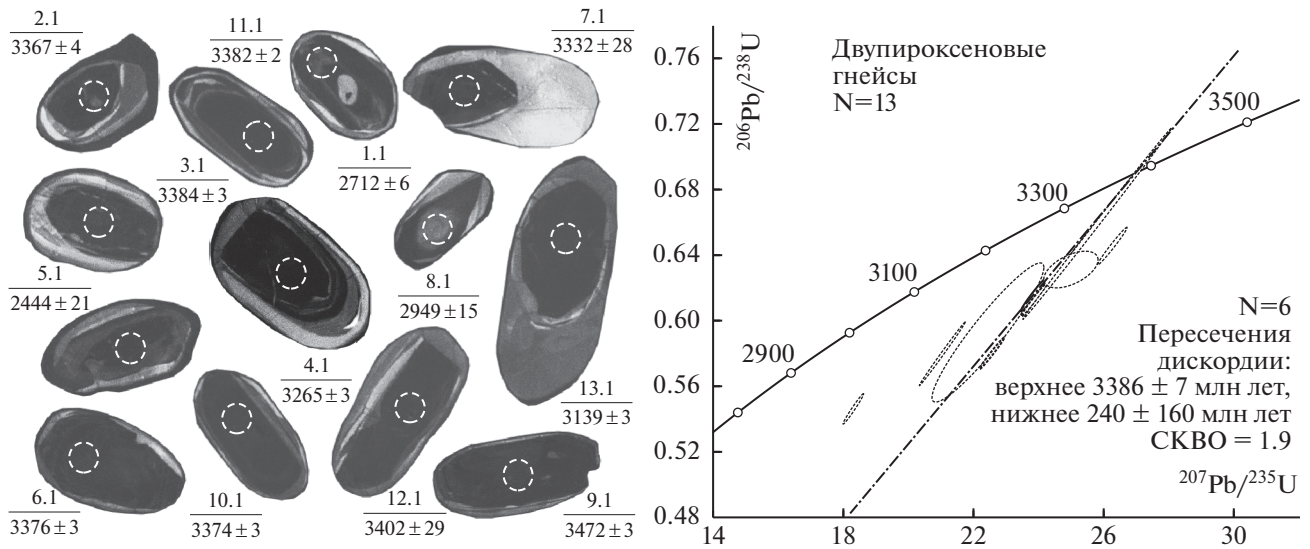 2.1
3367 ± 4
11.1
3382 ± 2
7.1
3332 ± 28
3.1
3384 ± 3
1.1
2712 ± 6
5.1
2444 ± 21
8.1
2949 ± 15
4.1
3265 ± 3
13.1
3139 ± 3
6.1
3376 ± 3
10.1
3374 ± 3
12.1
3402 ± 29
9.1
3472 ± 3
²⁰⁶Pb/²³⁸U
0.76
0.72
0.68
0.64
0.60
0.56
0.52
0.48
Двупироксеновые
гнейсы
N=13
3500
3300
3100
2900
N=6
Пересечения
дискордии:
верхнее 3386 ± 7 млн лет,
нижнее 240 ± 160 млн лет
СКВО = 1.9
²⁰⁷Pb/²³⁵U
14 18 22 26 30